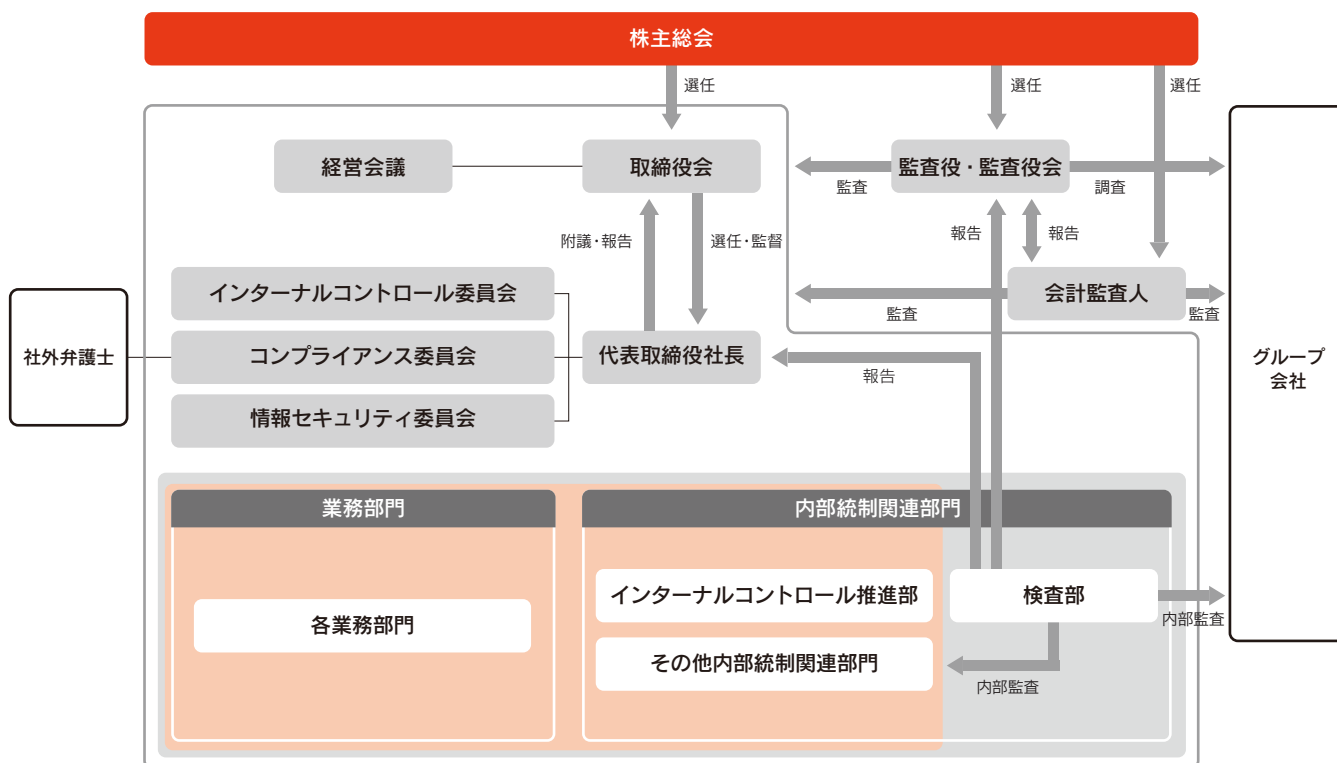 株主総会
選任
選任
選任
経営会議
取締役会
監査役・監査役会
監査
調査
附議・報告
選任・監督
報告
報告
インターナルコントロール委員会
会計監査人
監査
監査
社外弁護士
コンプライアンス委員会
代表取締役社長
報告
グループ
会社
情報セキュリティ委員会
業務部門
内部統制関連部門
各業務部門
インターナルコントロール推進部
検査部
内部監査
その他内部統制関連部門
内部監査